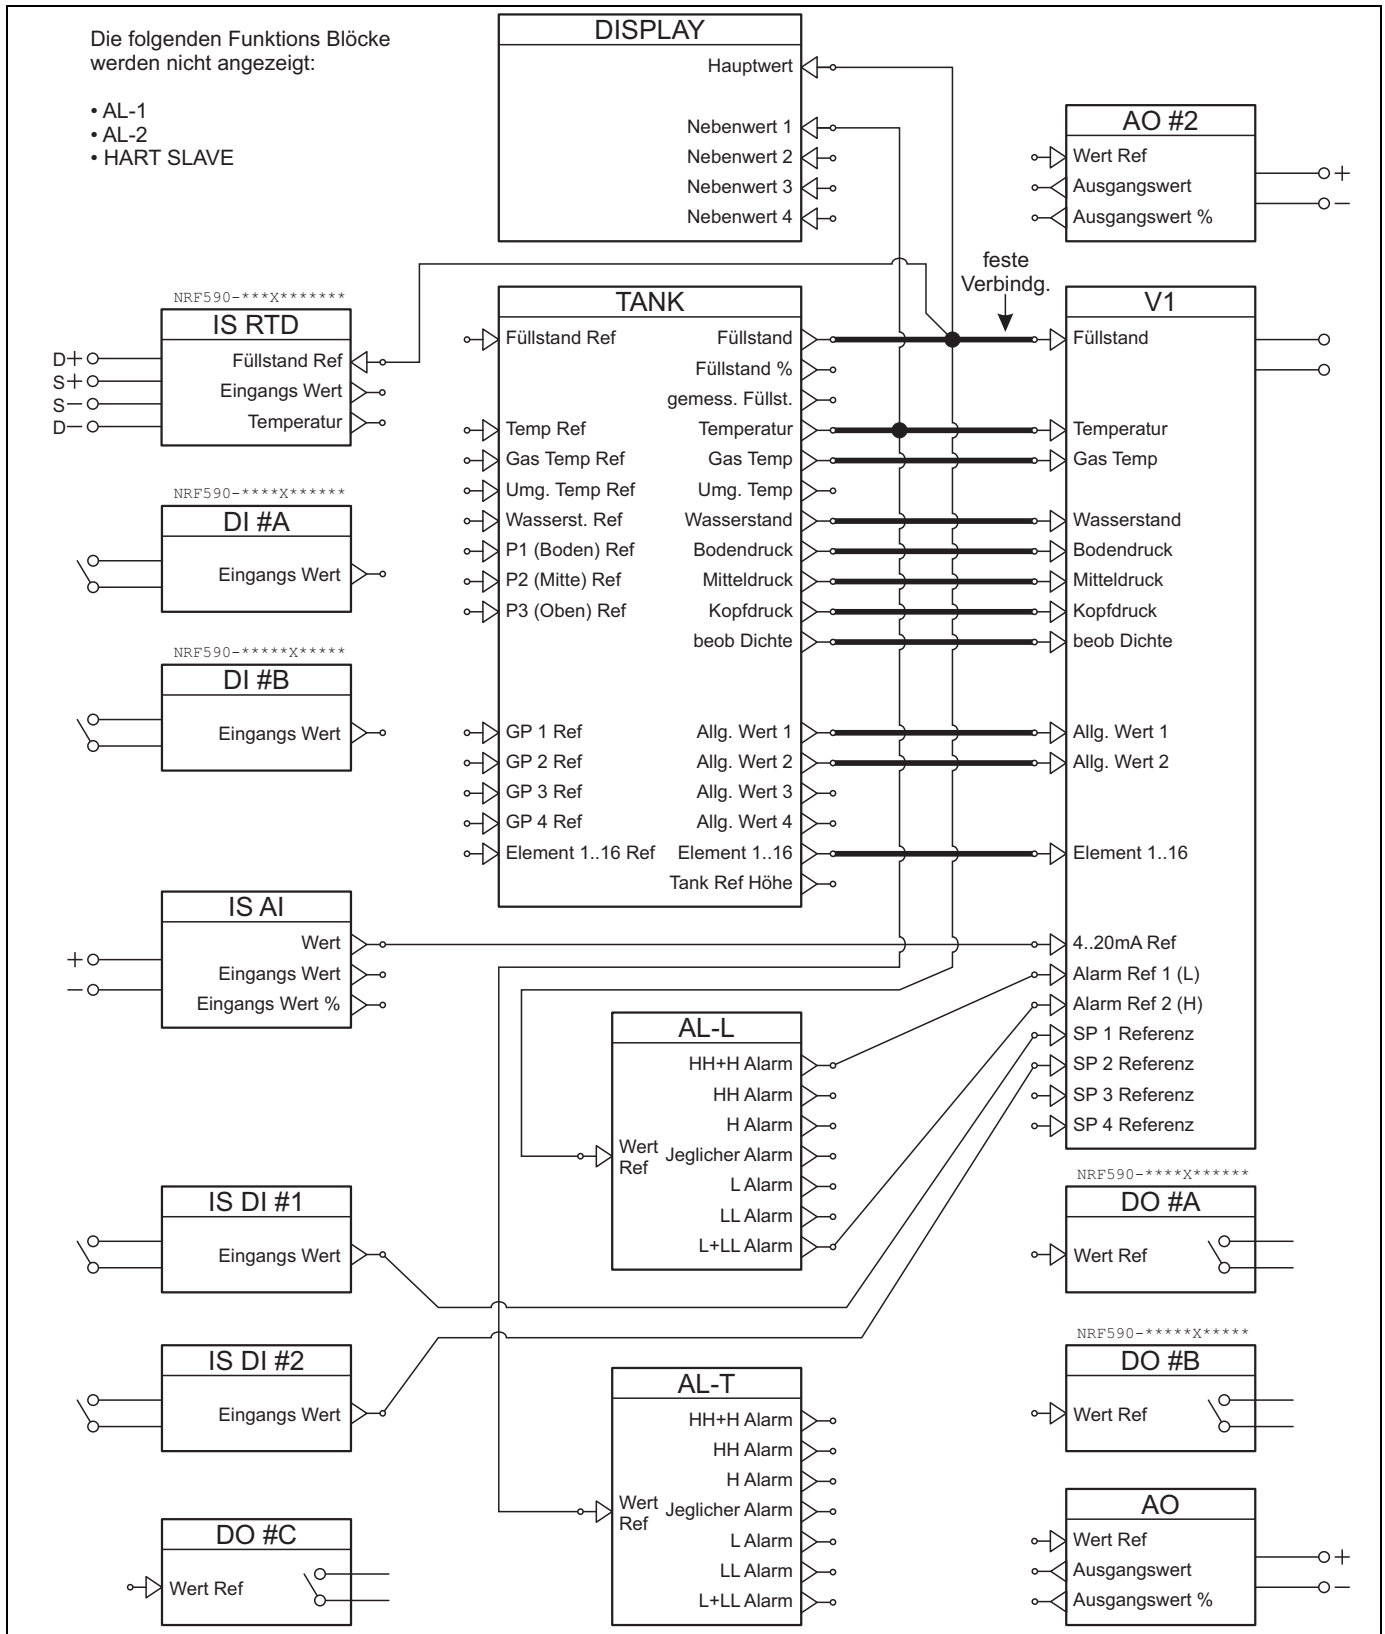 Die folgenden Funktions Blöcke
werden nicht angezeigt:
• AL-1
• AL-2
• HART SLAVE
DISPLAY
Hauptwert
Nebenwert 1
Nebenwert 2
Nebenwert 3
Nebenwert 4
AO #2
Wert Ref
Ausgangswert
Ausgangswert %
+
−
feste
Verbindg.
NRF590-***X*******
IS RTD
Füllstand Ref
Eingangs Wert
Temperatur
D+
S+
S−
D−
NRF590-****X******
DI #A
Eingangs Wert
NRF590-*****X*****
DI #B
Eingangs Wert
TANK
Füllstand Ref
Temp Ref
Gas Temp Ref
Umg. Temp Ref
Wasserst. Ref
P1 (Boden) Ref
P2 (Mitte) Ref
P3 (Oben) Ref
GP 1 Ref
GP 2 Ref
GP 3 Ref
GP 4 Ref
Element 1..16 Ref
Füllstand
Füllstand %
gemess. Füllst.
Temperatur
Gas Temp
Umg. Temp
Wasserstand
Bodendruck
Mitteldruck
Kopfdruck
beob Dichte
Allg. Wert 1
Allg. Wert 2
Allg. Wert 3
Allg. Wert 4
Element 1..16
Tank Ref Höhe
V1
Füllstand
Temperatur
Gas Temp
Wasserstand
Bodendruck
Mitteldruck
Kopfdruck
beob Dichte
Allg. Wert 1
Allg. Wert 2
Element 1..16
4..20mA Ref
Alarm Ref 1 (L)
Alarm Ref 2 (H)
SP 1 Referenz
SP 2 Referenz
SP 3 Referenz
SP 4 Referenz
IS AI
Wert
Eingangs Wert
Eingangs Wert %
+
−
AL-L
Wert
Ref
HH+H Alarm
HH Alarm
H Alarm
Jeglicher Alarm
L Alarm
LL Alarm
L+LL Alarm
IS DI #1
Eingangs Wert
IS DI #2
Eingangs Wert
NRF590-****X******
DO #A
Wert Ref
NRF590-*****X*****
DO #B
Wert Ref
AL-T
Wert
Ref
HH+H Alarm
HH Alarm
H Alarm
Jeglicher Alarm
L Alarm
LL Alarm
L+LL Alarm
DO #C
Wert Ref
AO
Wert Ref
Ausgangswert
Ausgangswert %
+
−